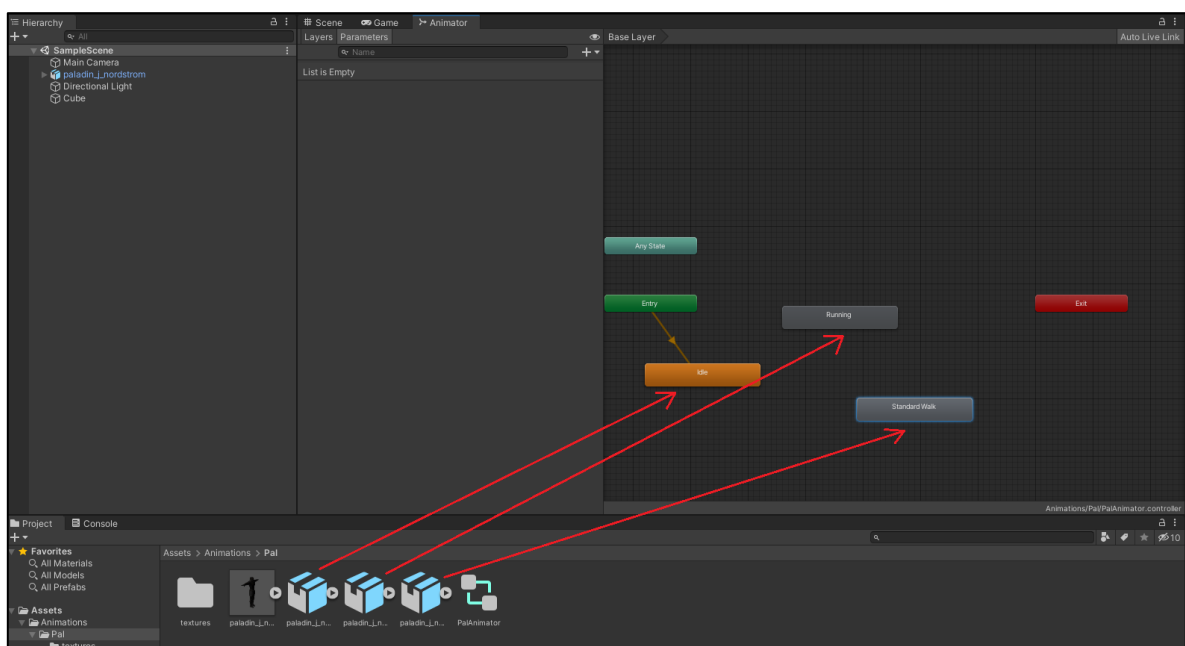 Hierarchy
All
SampleScene
Main Camera
paladin_j_nordstrom
Directional Light
Cube
Scene Game Animator
Layers Parameters
Name
List is Empty
Base Layer Auto Live Link
Any State
Entry
Running
Exit
Idle
Standard Walk
Animations/Pal/PalAnimator.controller
Project Console
10
Favorites
All Materials
All Models
All Prefabs
Assets
Animations
Pal
textures
Assets > Animations > Pal
textures paladin_j_n... paladin_j_n... paladin_j_n... paladin_j_n... PalAnimator